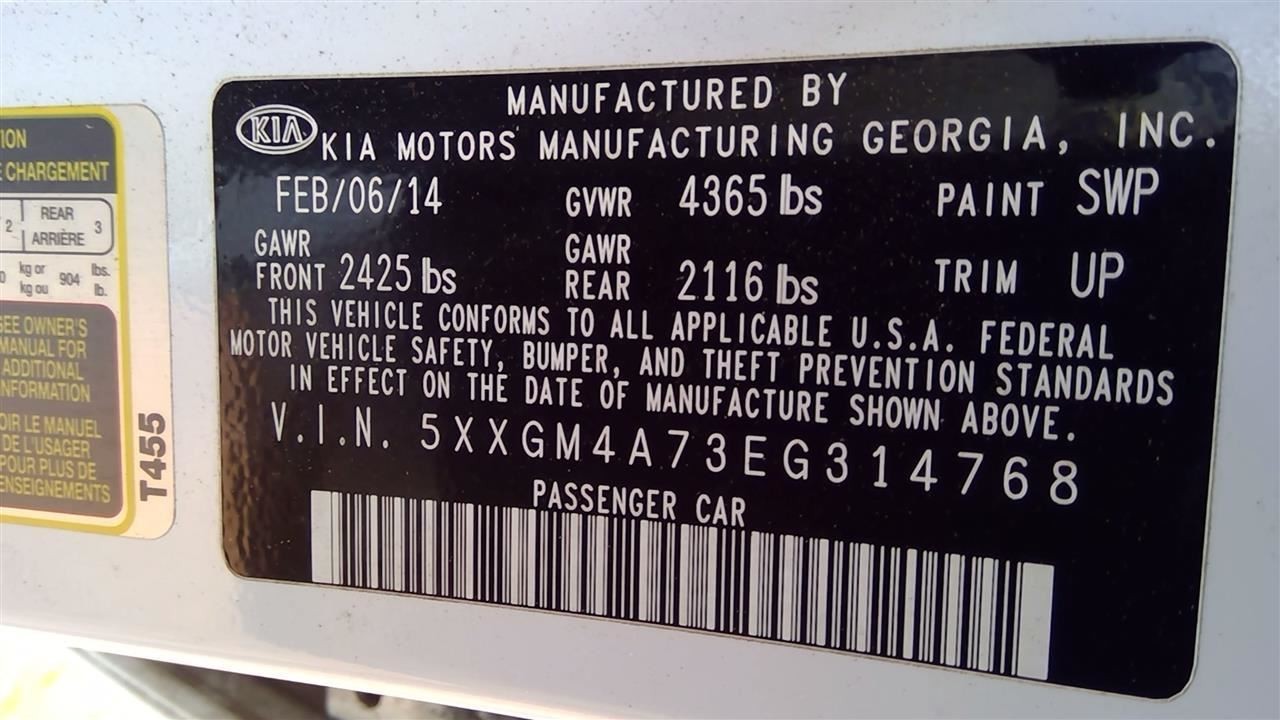 MANUFACTURED BY
KIA KIA MOTORS MANUFACTURING GEORGIA, INC.
FEB/06/14 GVWR 4365 lbs PAINT SWP
GAWR FRONT 2425 lbs GAWR REAR 2116 lbs TRIM UP
THIS VEHICLE CONFORMS TO ALL APPLICABLE U.S.A. FEDERAL
MOTOR VEHICLE SAFETY, BUMPER, AND THEFT PREVENTION STANDARDS
IN EFFECT ON THE DATE OF MANUFACTURE SHOWN ABOVE.
V.I.N. 5XXGM4A73EG314768
PASSENGER CAR
CHARGEMENT
2 REAR 3
ARRIÈRE
kg or 904 lbs.
kg ou lb.
SEE OWNER'S
MANUAL FOR
ADDITIONAL
INFORMATION
VOIR LE MANUEL
DE L'USAGER
POUR PLUS DE
RENSEIGNEMENTS
T455